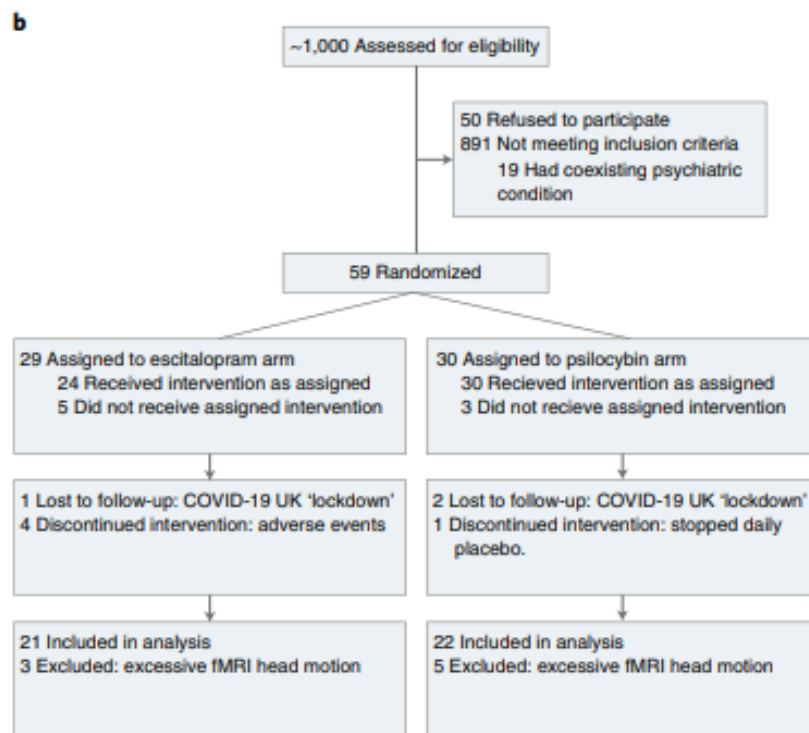 b
~1,000 Assessed for eligibility
50 Refused to participate
891 Not meeting inclusion criteria
19 Had coexisting psychiatric
condition
59 Randomized
29 Assigned to escitalopram arm
24 Received intervention as assigned
5 Did not receive assigned intervention
30 Assigned to psilocybin arm
30 Recieved intervention as assigned
3 Did not recieve assigned intervention
1 Lost to follow-up: COVID-19 UK ‘lockdown’
4 Discontinued intervention: adverse events
2 Lost to follow-up: COVID-19 UK ‘lockdown’
1 Discontinued intervention: stopped daily
placebo.
21 Included in analysis
3 Excluded: excessive fMRI head motion
22 Included in analysis
5 Excluded: excessive fMRI head motion